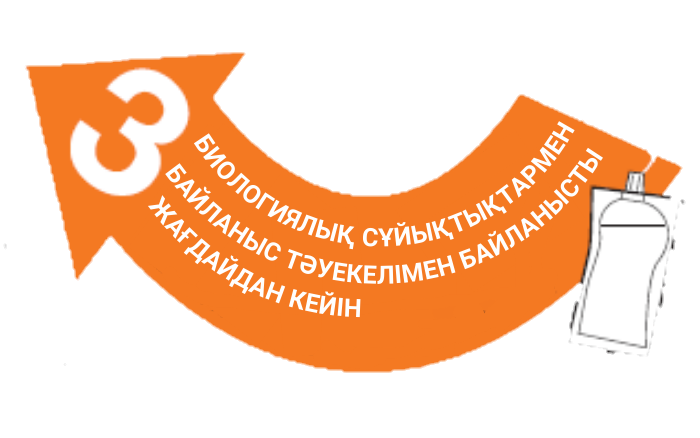 3
БИОЛОГИЯЛЫҚ СҰЙЫҚТЫҚТАРМЕН
БАЙЛАНЫС ТӘУЕКЕЛІМЕН БАЙЛАНЫСТЫ
ЖАҒДАЙДАН КЕЙІН